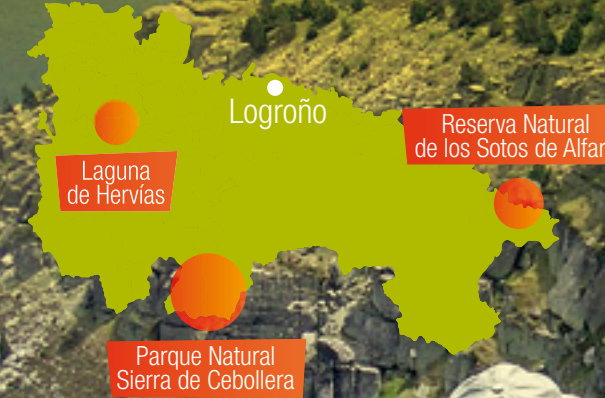 Logroño
Reserva Natural
de los Sotos de Alfar
Laguna
de Hervías
Parque Natural
Sierra de Cebollera